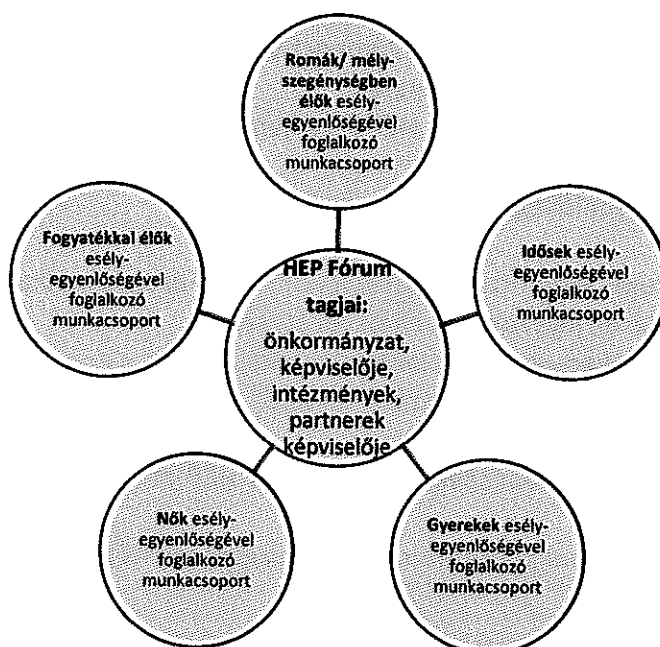 Romák/ mély-
szegénységben
élők esély-
egyenlőségével
foglalkozó
munkacsoport
Fogyatékkal élők
esély-
egyenlőségével
foglalkozó
munkacsoport
HEP Fórum
tagjai:
önkormányzat,
képviselője,
intézmények,
partnerek
képviselője
Idősek esély-
egyenlőségével
foglalkozó
munkacsoport
Nők esély-
egyenlőségével
foglalkozó
munkacsoport
Gyerekek esély-
egyenlőségével
foglalkozó
munkacsoport